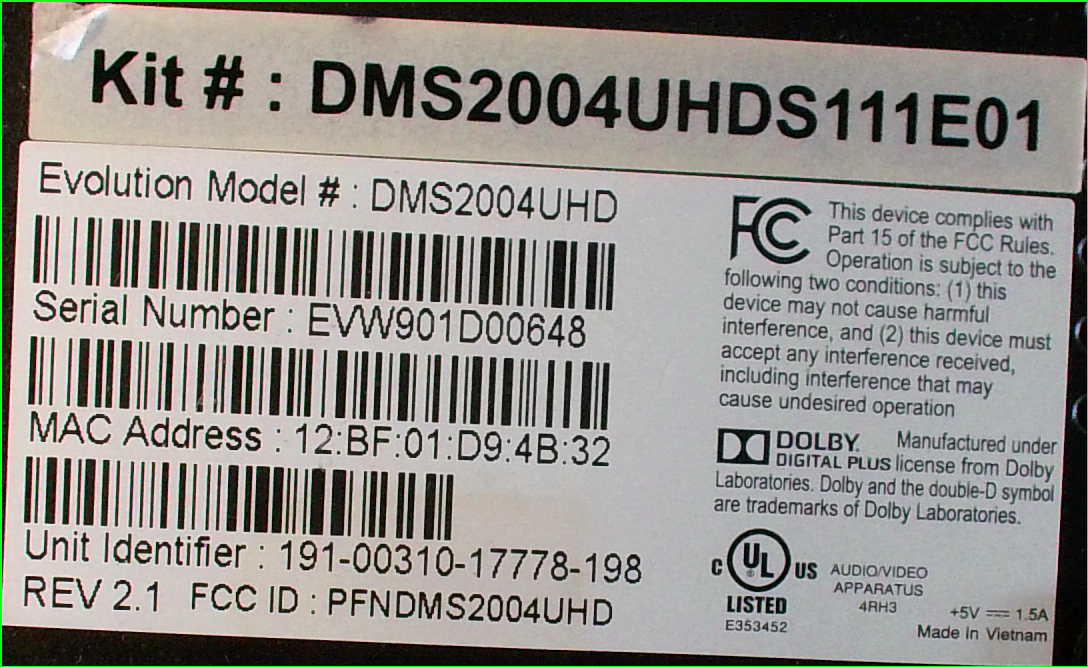 Kit # : DMS2004UHDS111E01
Evolution Model # : DMS2004UHD
Serial Number : EVW901D00648
MAC Address : 12:BF:01:D9:4B:32
Unit Identifier : 191-00310-17778-198
REV 2.1 FCC ID : PFNDMS2004UHD
FC This device complies with
Part 15 of the FCC Rules.
Operation is subject to the
following two conditions: (1) this
device may not cause harmful
interference, and (2) this device must
accept any interference received,
including interference that may
cause undesired operation
DOLBY. Manufactured under
DIGITAL PLUS license from Dolby
Laboratories. Dolby and the double-D symbol
are trademarks of Dolby Laboratories.
C UL ® US
LISTED
E353452
AUDIO/VIDEO
APPARATUS
4RH3
+5V ⎓ 1.5A
Made in Vietnam